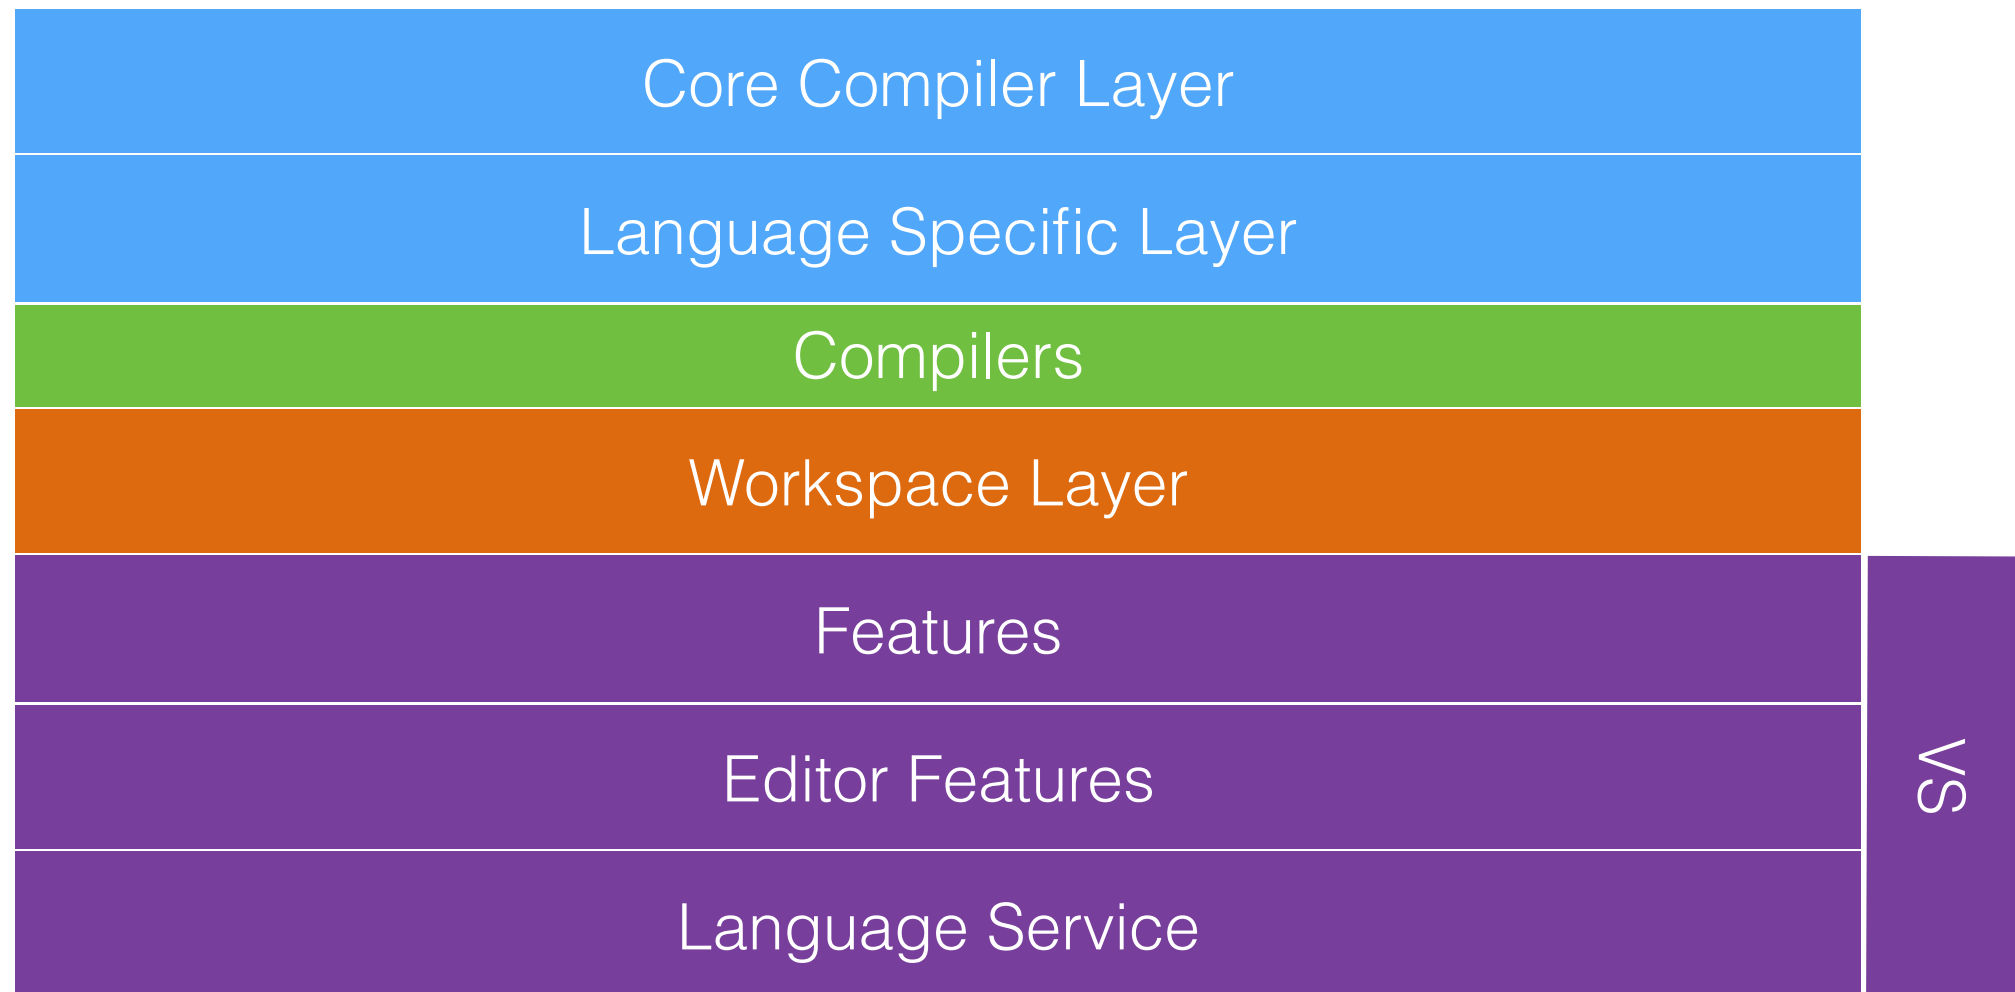 Core Compiler Layer
Language Specific Layer
Compilers
Workspace Layer
Features
Editor Features
Language Service
VS